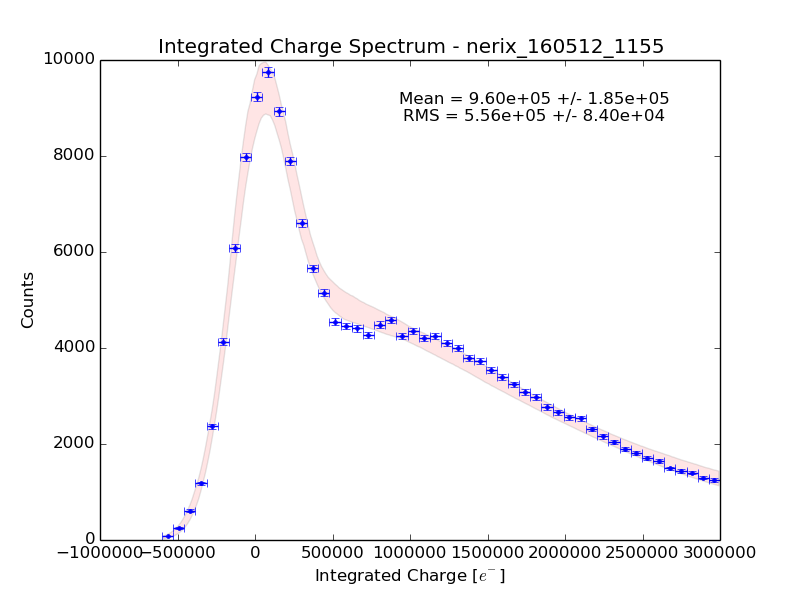 Integrated Charge Spectrum - nerix_160512_1155
Mean = 9.60e+05 +/- 1.85e+05
RMS = 5.56e+05 +/- 8.40e+04
10000
8000
6000
4000
2000
0
Counts
−1000000 −500000 0 500000 1000000 1500000 2000000 2500000 3000000
Integrated Charge [e⁻]